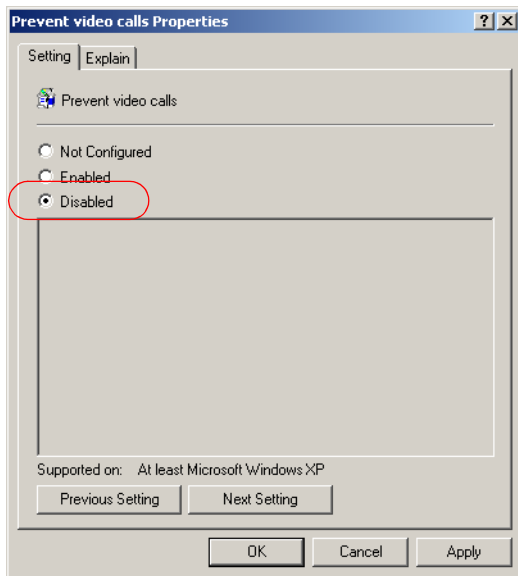 Prevent video calls Properties
Setting Explain
Prevent video calls
Not Configured
Enabled
Disabled
Supported on: At least Microsoft Windows XP
Previous Setting Next Setting
OK Cancel Apply